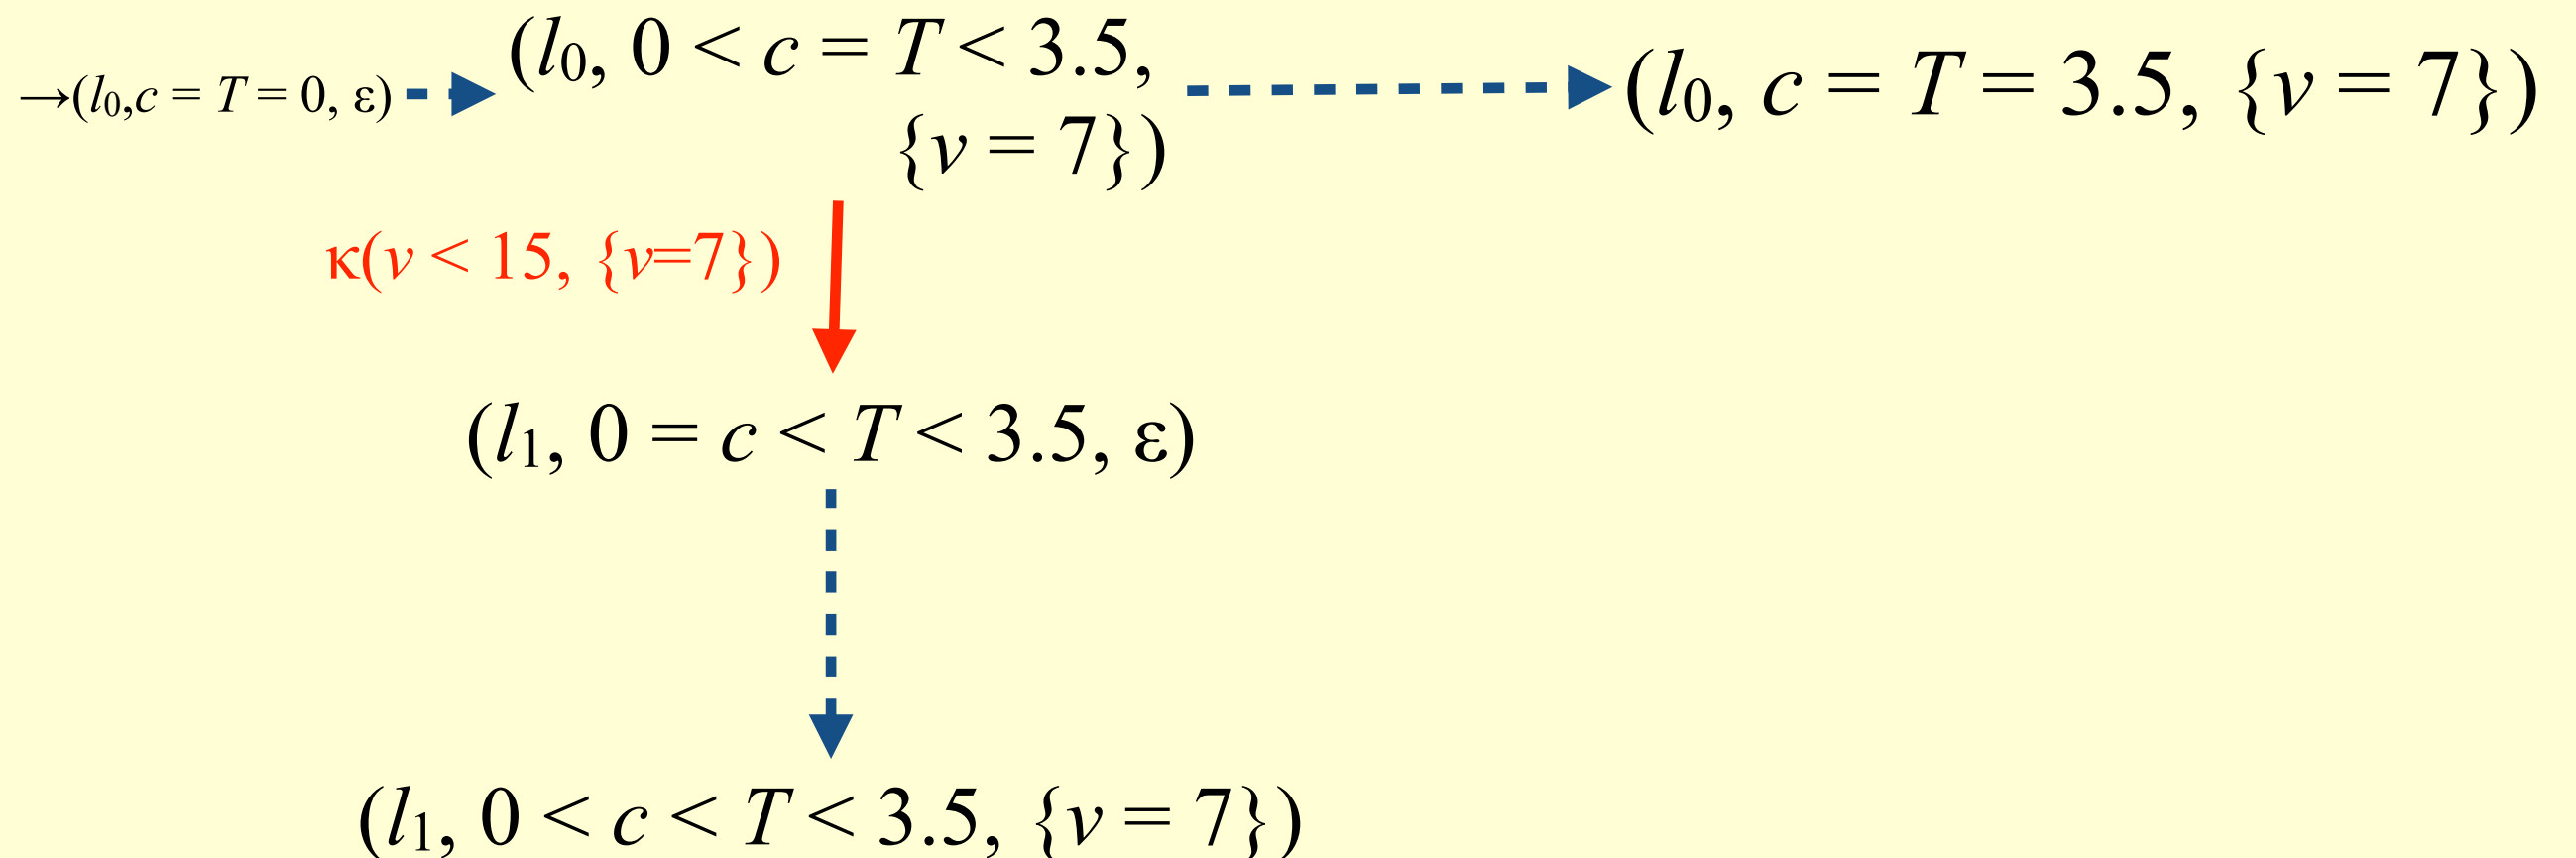 →(l₀,c = T = 0, ε)
(l₀, 0 < c = T < 3.5,
{v = 7})
(l₀, c = T = 3.5, {v = 7})
κ(v < 15, {v=7})
(l₁, 0 = c < T < 3.5, ε)
(l₁, 0 < c < T < 3.5, {v = 7})